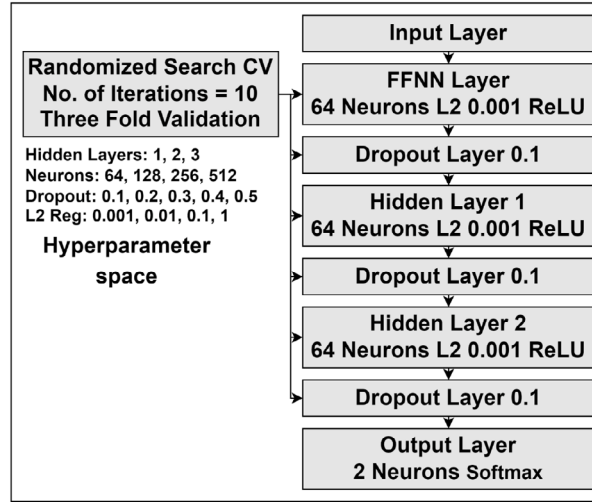 Randomized Search CV
No. of Iterations = 10
Three Fold Validation
Hidden Layers: 1, 2, 3
Neurons: 64, 128, 256, 512
Dropout: 0.1, 0.2, 0.3, 0.4, 0.5
L2 Reg: 0.001, 0.01, 0.1, 1
Hyperparameter
space
Input Layer
FFNN Layer
64 Neurons L2 0.001 ReLU
Dropout Layer 0.1
Hidden Layer 1
64 Neurons L2 0.001 ReLU
Dropout Layer 0.1
Hidden Layer 2
64 Neurons L2 0.001 ReLU
Dropout Layer 0.1
Output Layer
2 Neurons Softmax